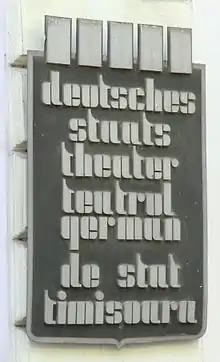 deutsches
staats
theater
teatrul
german
de stat
timisoara